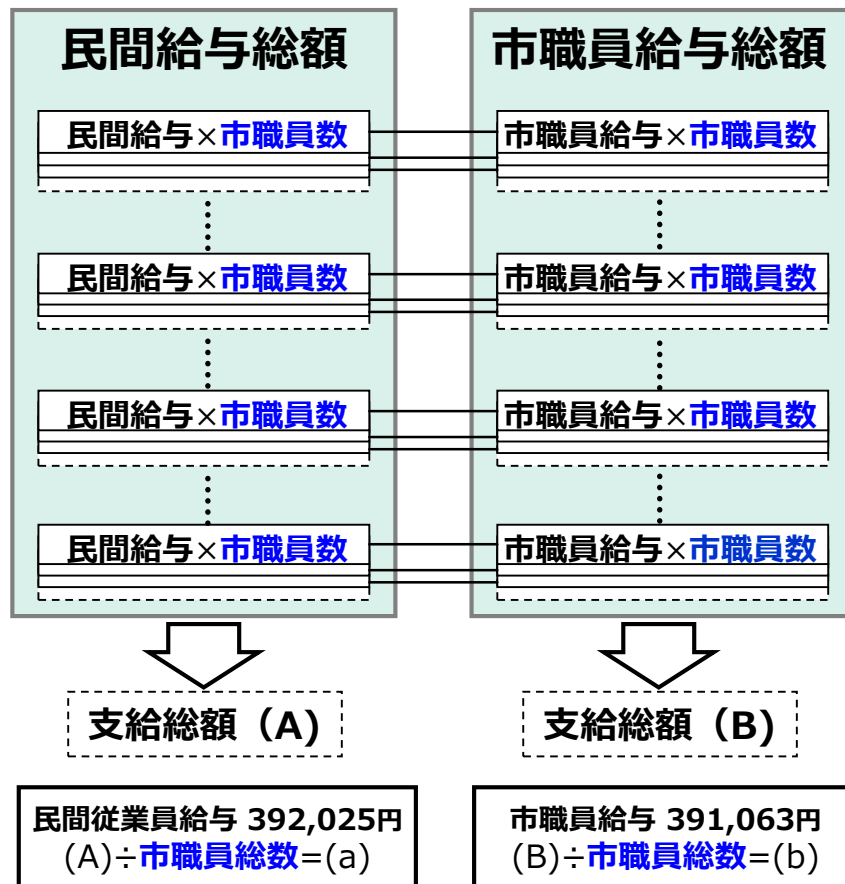 民間給与総額
市職員給与総額
民間給与×市職員数
市職員給与×市職員数
民間給与×市職員数
市職員給与×市職員数
民間給与×市職員数
市職員給与×市職員数
民間給与×市職員数
市職員給与×市職員数
支給総額（A)
支給総額（B)
民間従業員給与 392,025円
(A)÷市職員総数=(a)
市職員給与 391,063円
(B)÷市職員総数=(b)